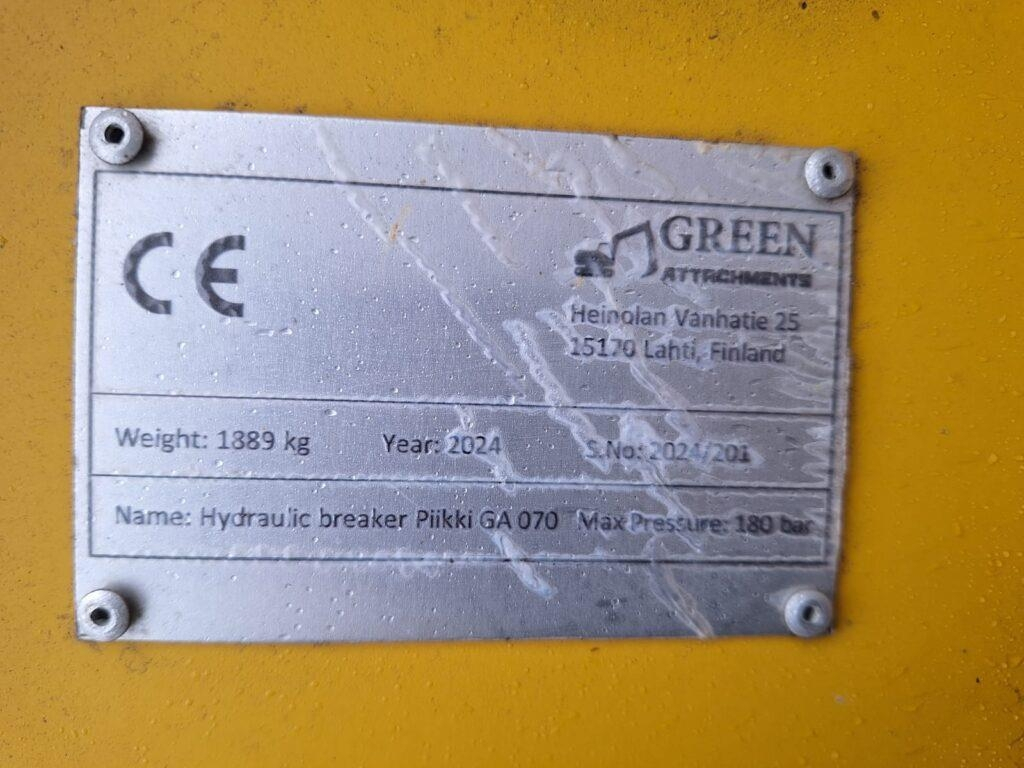 CE
GREEN
ATTACHMENTS
Heinolan Vanhatie 25
15170 Lahti, Finland
Weight: 1889 kg Year: 2024 S.No: 2024/201
Name: Hydraulic breaker Piikki GA 070 Max Pressure: 180 bar